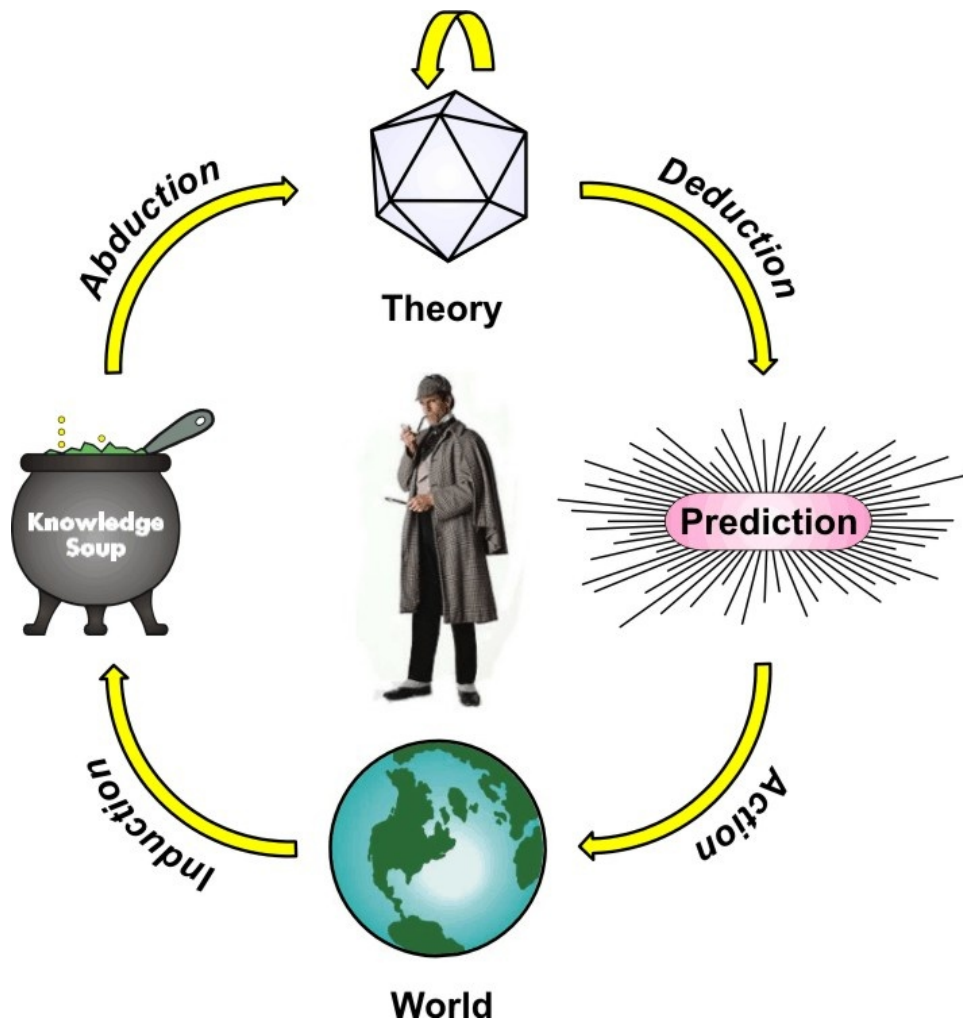 Abduction
Deduction
Theory
Knowledge
Soup
Prediction
Induction
Action
World